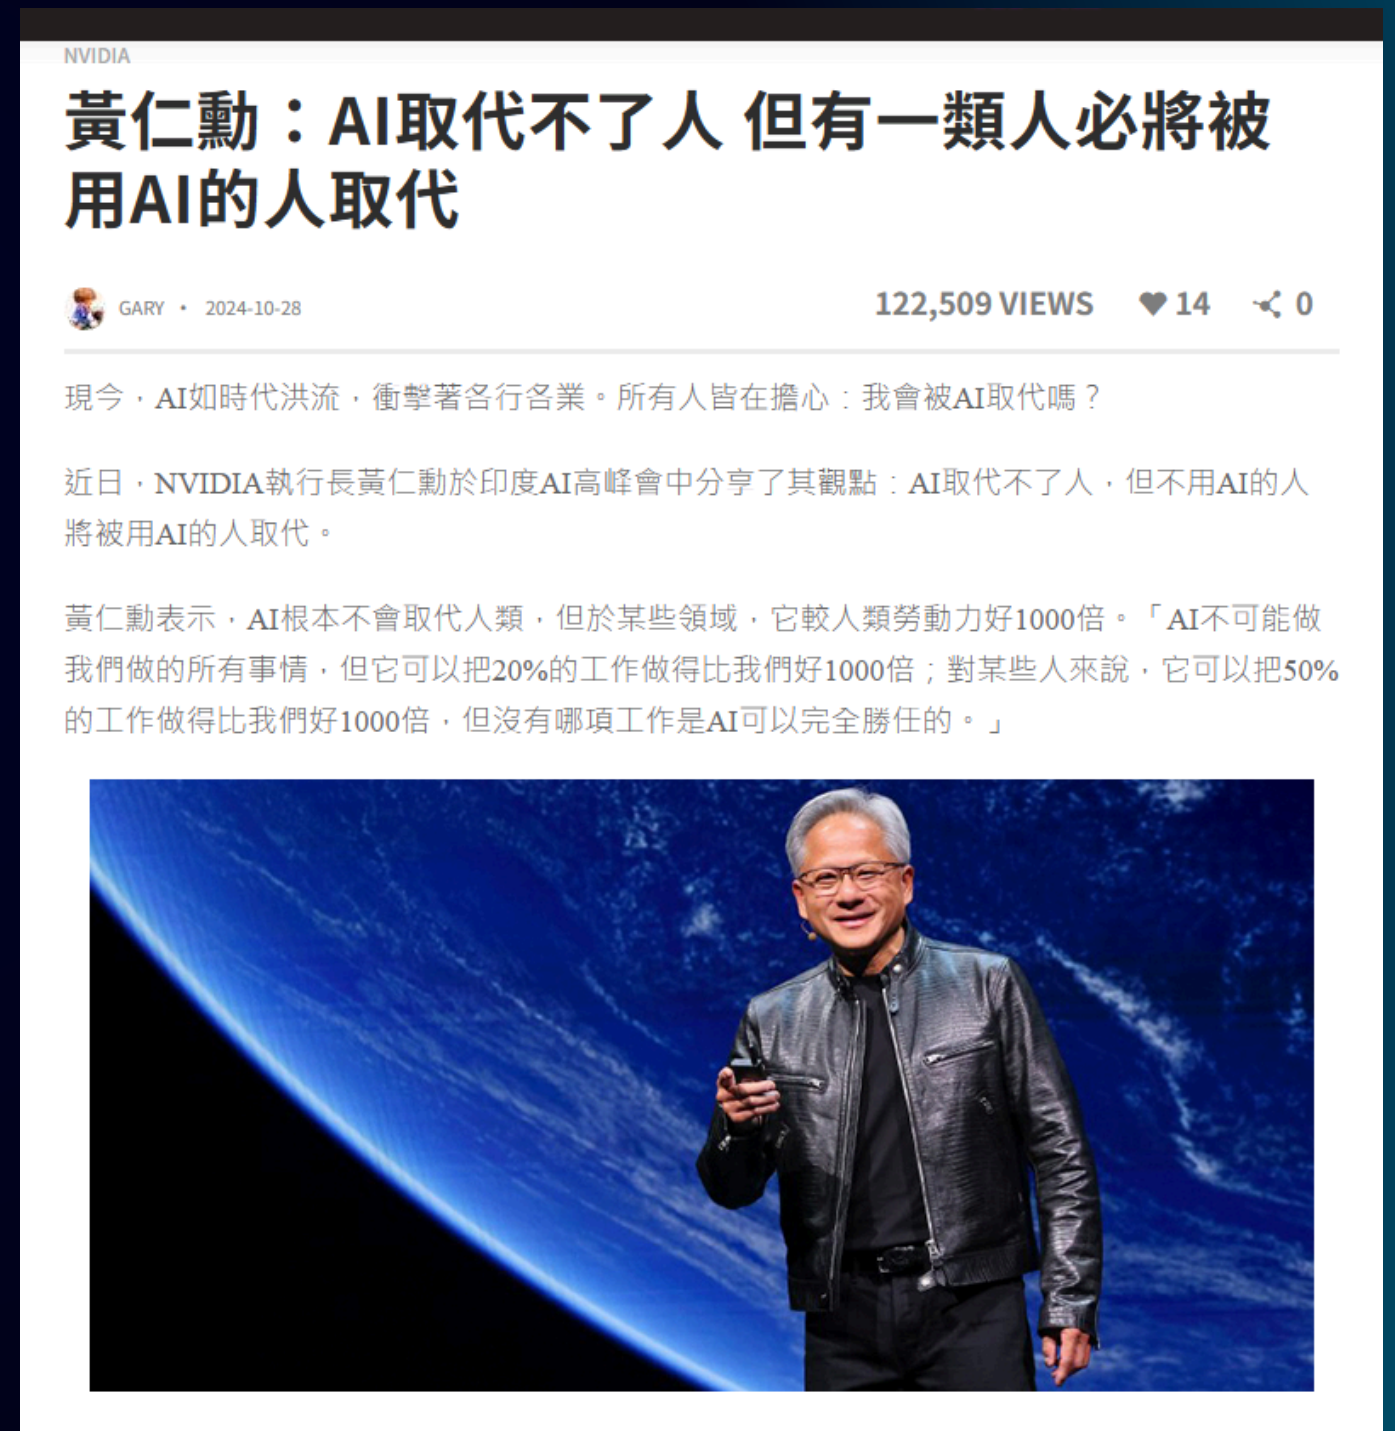 NVIDIA
黃仁勳：AI取代不了人 但有一類人必將被
用AI的人取代
GARY • 2024-10-28
122,509 VIEWS 14 0
現今，AI如時代洪流，衝擊著各行各業。所有人皆在擔心：我會被AI取代嗎？
近日，NVIDIA執行長黃仁勳於印度AI高峰會中分享了其觀點：AI取代不了人，但不用AI的人
將被用AI的人取代。
黃仁勳表示，AI根本不會取代人類，但於某些領域，它較人類勞動力好1000倍。「AI不可能做
我們做的所有事情，但它可以把20%的工作做得比我們好1000倍；對某些人來說，它可以把50%
的工作做得比我們好1000倍，但沒有哪項工作是AI可以完全勝任的。」